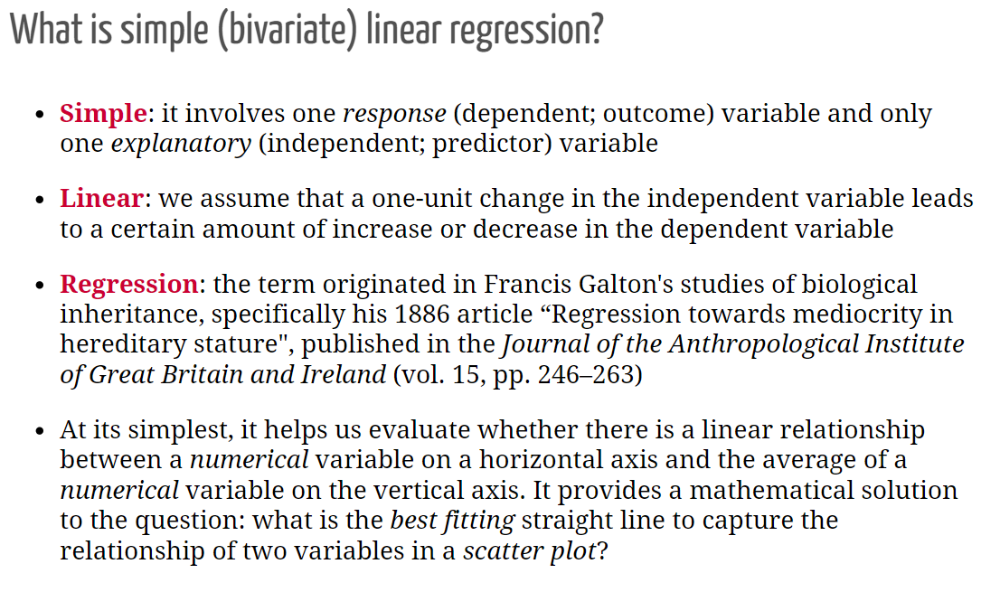 What is simple (bivariate) linear regression?
• Simple: it involves one response (dependent; outcome) variable and only
one explanatory (independent; predictor) variable
• Linear: we assume that a one-unit change in the independent variable leads
to a certain amount of increase or decrease in the dependent variable
• Regression: the term originated in Francis Galton's studies of biological
inheritance, specifically his 1886 article “Regression towards mediocrity in
hereditary stature", published in the Journal of the Anthropological Institute
of Great Britain and Ireland (vol. 15, pp. 246–263)
• At its simplest, it helps us evaluate whether there is a linear relationship
between a numerical variable on a horizontal axis and the average of a
numerical variable on the vertical axis. It provides a mathematical solution
to the question: what is the best fitting straight line to capture the
relationship of two variables in a scatter plot?